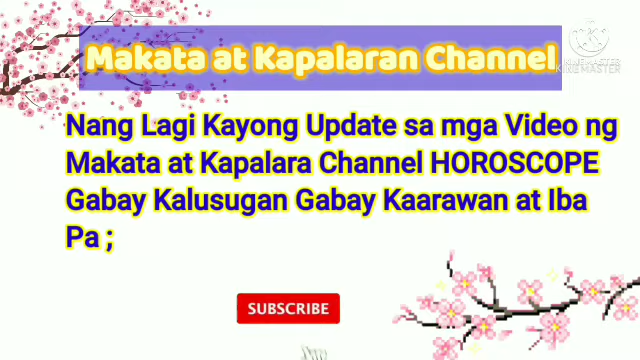 Makata at Kapalaran Channel
KINEMASTER
Nang Lagi Kayong Update sa mga Video ng
Makata at Kapalara Channel HOROSCOPE
Gabay Kalusugan Gabay Kaarawan at Iba
Pa ;
SUBSCRIBE